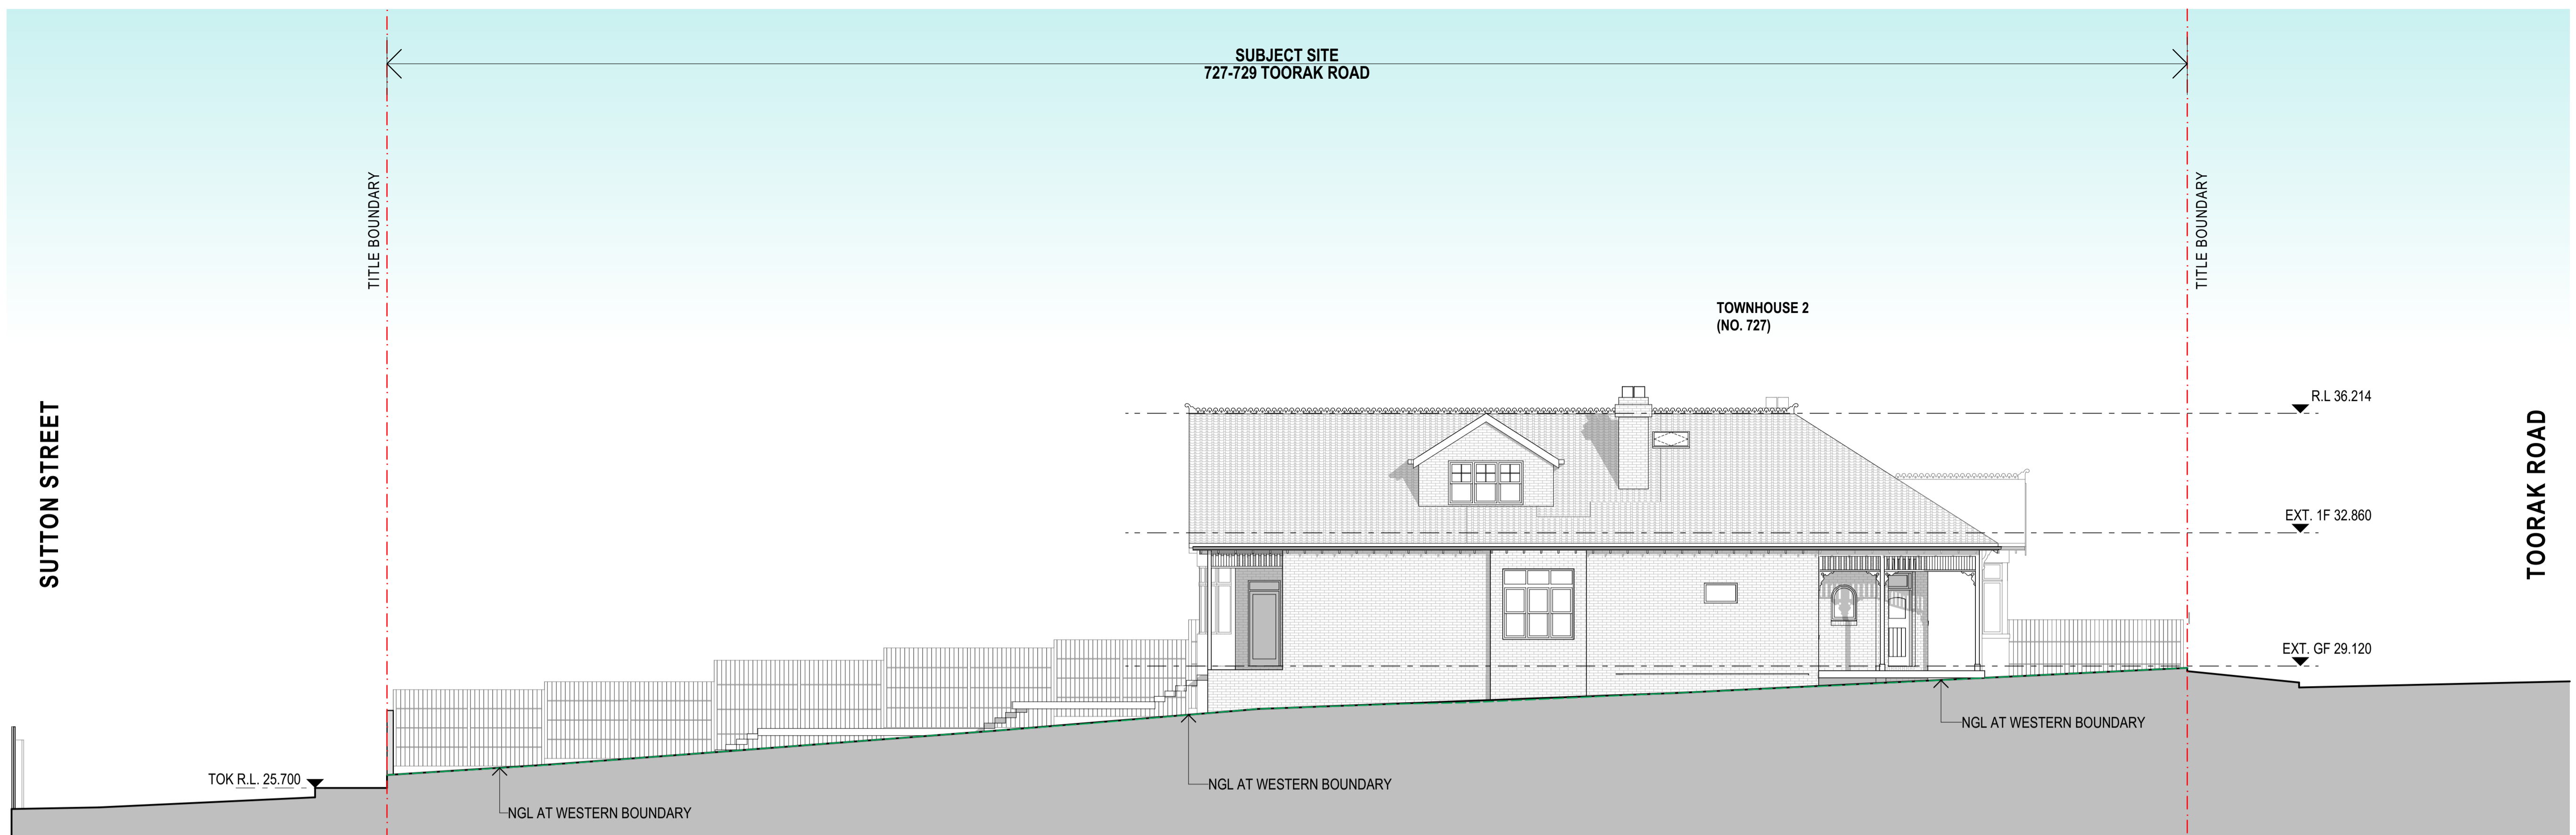 SUBJECT SITE
727-729 TOORAK ROAD
TITLE BOUNDARY
TITLE BOUNDARY
TOWNHOUSE 2
(NO. 727)
R.L 36.214
SUTTON STREET
TOORAK ROAD
EXT. 1F 32.860
EXT. GF 29.120
NGL AT WESTERN BOUNDARY
TOK R.L. 25.700
NGL AT WESTERN BOUNDARY
NGL AT WESTERN BOUNDARY